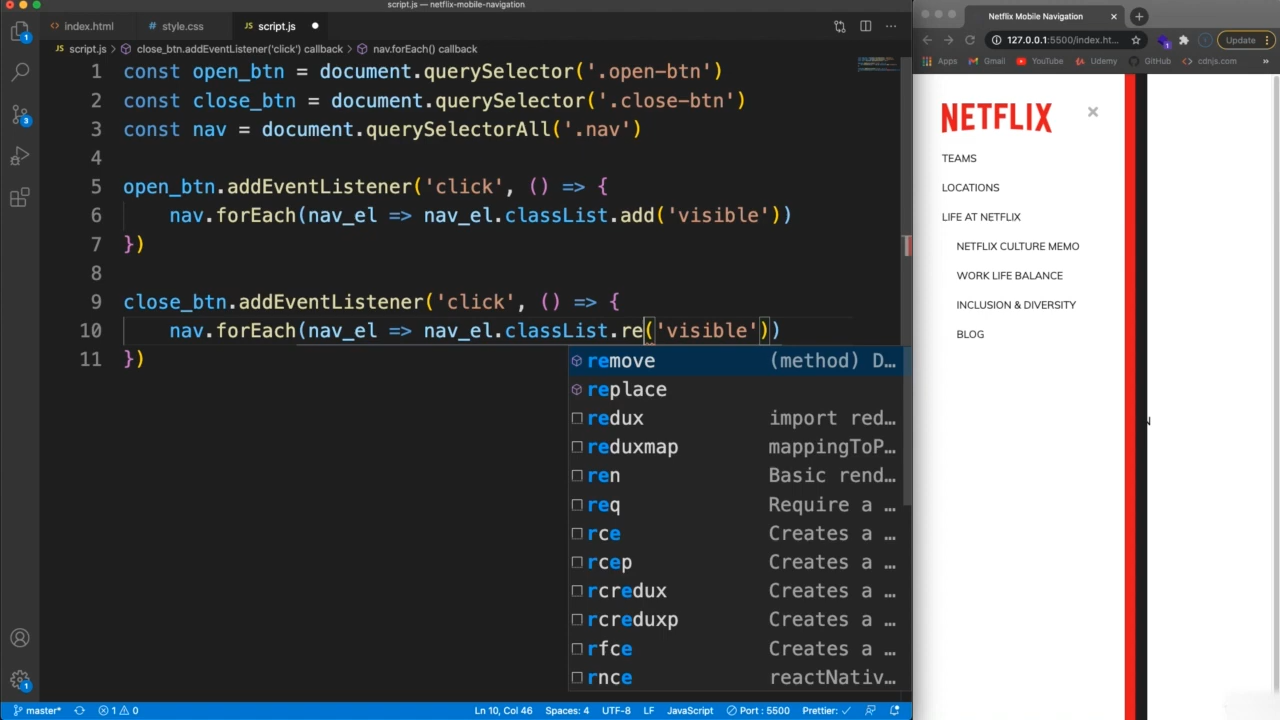 script.js — netflix-mobile-navigation
index.html
style.css
script.js
script.js > close_btn.addEventListener('click') callback > nav.forEach() callback
1 const open_btn = document.querySelector('.open-btn')
2 const close_btn = document.querySelector('.close-btn')
3 const nav = document.querySelectorAll('.nav')
4
5 open_btn.addEventListener('click', () => {
6 nav.forEach(nav_el => nav_el.classList.add('visible'))
7 })
8
9 close_btn.addEventListener('click', () => {
10 nav.forEach(nav_el => nav_el.classList.re('visible'))
11 })
remove (method) D…
replace
redux import red…
reduxmap mappingToP…
ren Basic rend…
req Require a …
rce Creates a …
rcep Creates a …
rcredux Creates a …
rcreduxp Creates a …
rfce Creates a …
rnce reactNativ…
master* 1 0
Ln 10, Col 46 Spaces: 4 UTF-8 LF JavaScript Port : 5500 Prettier:
Netflix Mobile Navigation
127.0.0.1:5500/index.ht…
Update
Apps Gmail YouTube Udemy GitHub cdnjs.com
NETFLIX
TEAMS
LOCATIONS
LIFE AT NETFLIX
NETFLIX CULTURE MEMO
WORK LIFE BALANCE
INCLUSION & DIVERSITY
BLOG